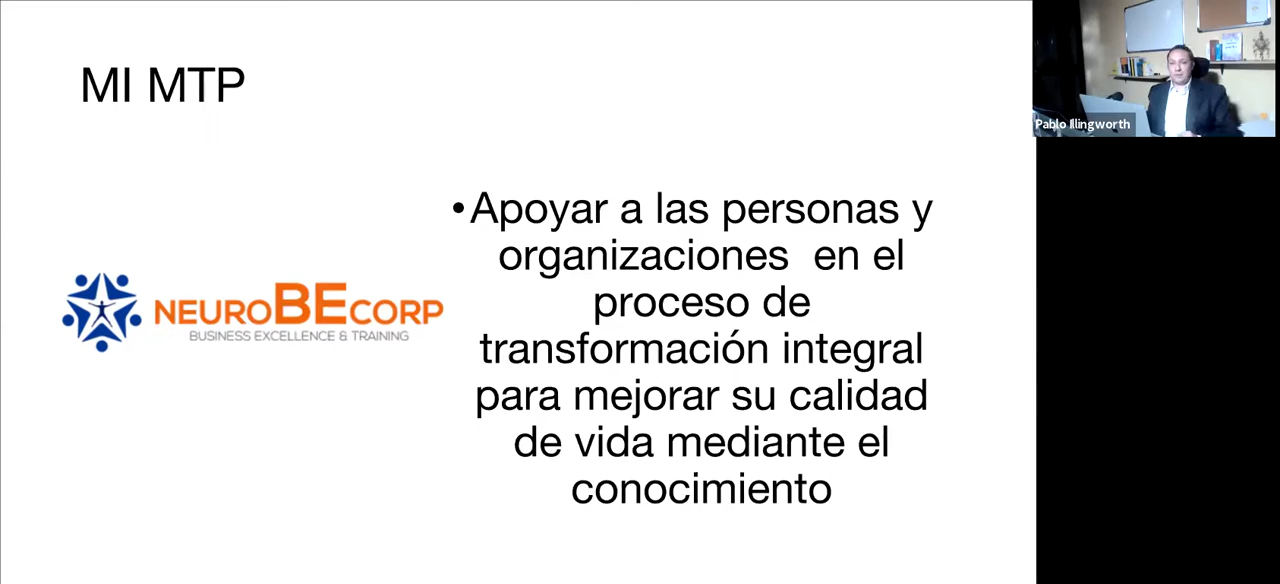 MI MTP
Pablo Illingworth
•Apoyar a las personas y
organizaciones en el
proceso de
transformación integral
para mejorar su calidad
de vida mediante el
conocimiento
NEUROBECORP
BUSINESS EXCELLENCE & TRAINING